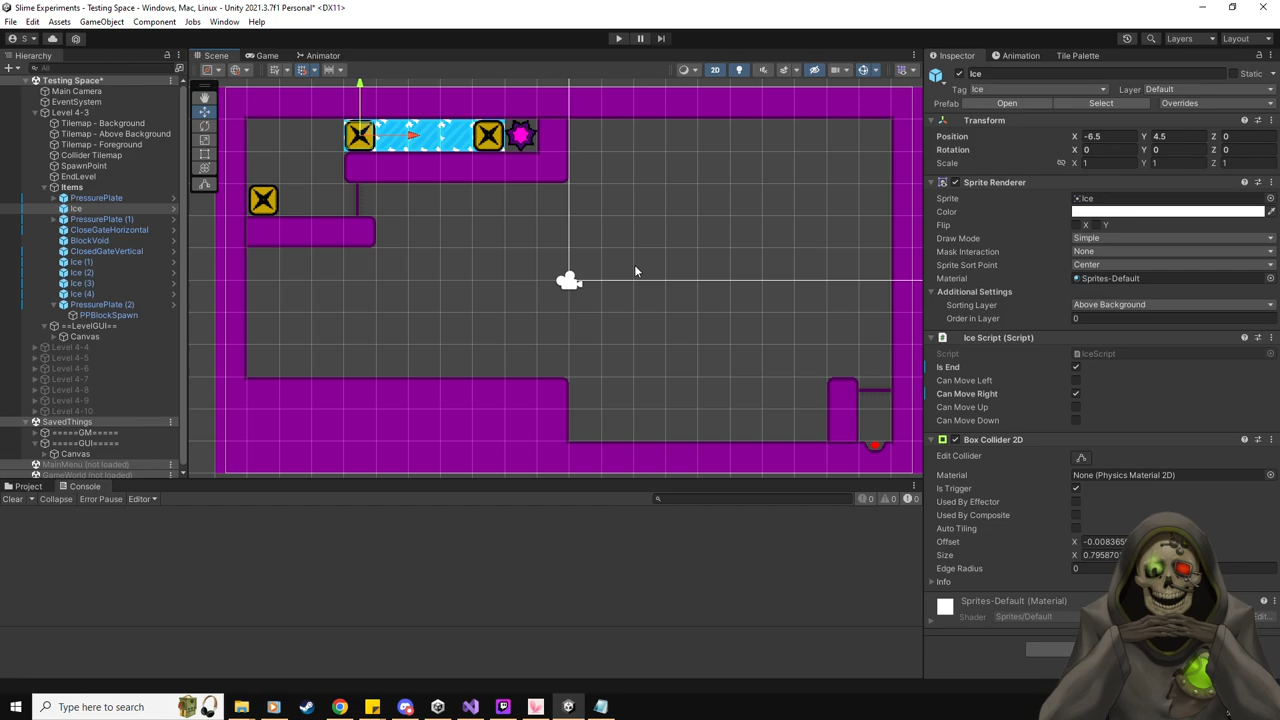 Slime Experiments - Testing Space - Windows, Mac, Linux - Unity 2021.3.7f1 Personal* <DX11>
File Edit Assets GameObject Component Jobs Window Help
S Layers Layout
Hierarchy Scene Game Animator Inspector Animation Tile Palette
All 2D Ice Static
Testing Space* Tag Ice Layer Default
Main Camera Prefab Open Select Overrides
EventSystem
Level 4-3 Transform
Tilemap - Background Position X -6.5 Y 4.5 Z 0
Tilemap - Above Background Rotation X 0 Y 0 Z 0
Tilemap - Foreground Scale X 1 Y 1 Z 1
Collider Tilemap
SpawnPoint Sprite Renderer
EndLevel Sprite Ice
Items Color
PressurePlate Flip X Y
Ice Draw Mode Simple
PressurePlate (1) Mask Interaction None
CloseGateHorizontal Sprite Sort Point Center
BlockVoid Material Sprites-Default
ClosedGateVertical Additional Settings
Ice (1) Sorting Layer Above Background
Ice (2) Order in Layer 0
Ice (3)
Ice (4) Ice Script (Script)
PressurePlate (2) Script IceScript
PPBlockSpawn Is End
==LevelGUI== Can Move Left
Canvas Can Move Right
Level 4-4 Can Move Up
Level 4-5 Can Move Down
Level 4-6
Level 4-7 Box Collider 2D
Level 4-8 Edit Collider
Level 4-9 Material None (Physics Material 2D)
Level 4-10 Is Trigger
SavedThings Used By Effector
=====GM===== Used By Composite
=====GUI===== Auto Tiling
Canvas Offset X
MainMenu (not loaded) Size X
GameWorld (not loaded) Edge Radius 0
Project Console Info
Clear Collapse Error Pause Editor 0 0 0
Sprites-Default (Material)
Shader Sprites/Default Edit...
Type here to search